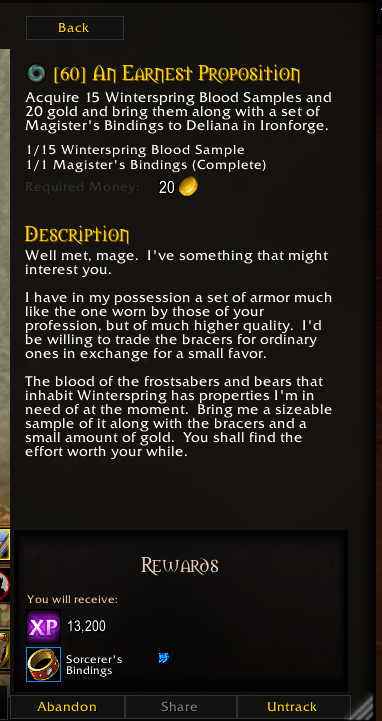 Back
[60] An Earnest Proposition
Acquire 15 Winterspring Blood Samples and
20 gold and bring them along with a set of
Magister's Bindings to Deliana in Ironforge.
1/15 Winterspring Blood Sample
1/1 Magister's Bindings (Complete)
Required Money: 20
Description
Well met, mage.  I've something that might
interest you.
I have in my possession a set of armor much
like the one worn by those of your
profession, but of much higher quality.  I'd
be willing to trade the bracers for ordinary
ones in exchange for a small favor.
The blood of the frostsabers and bears that
inhabit Winterspring has properties I'm in
need of at the moment.  Bring me a sizeable
sample of it along with the bracers and a
small amount of gold.  You shall find the
effort worth your while.
Rewards
You will receive:
XP 13,200
Sorcerer's
Bindings
Abandon Share Untrack